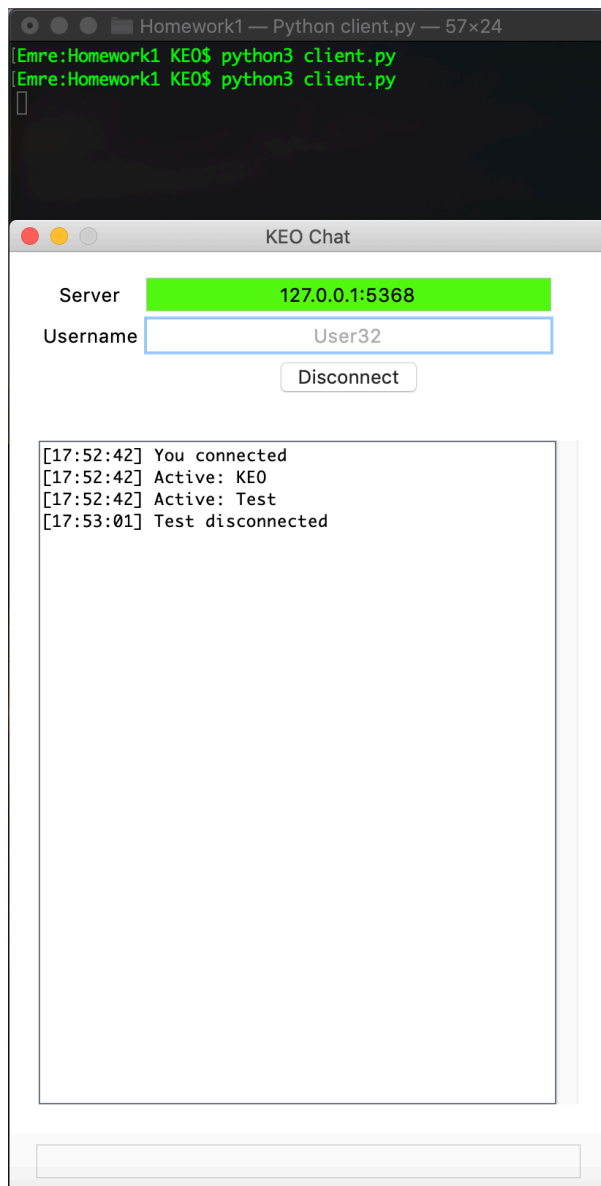 Homework1 — Python client.py — 57×24
[Emre:Homework1 KEO$ python3 client.py
[Emre:Homework1 KEO$ python3 client.py
KEO Chat
Server 127.0.0.1:5368
Username User32
Disconnect
[17:52:42] You connected
[17:52:42] Active: KEO
[17:52:42] Active: Test
[17:53:01] Test disconnected